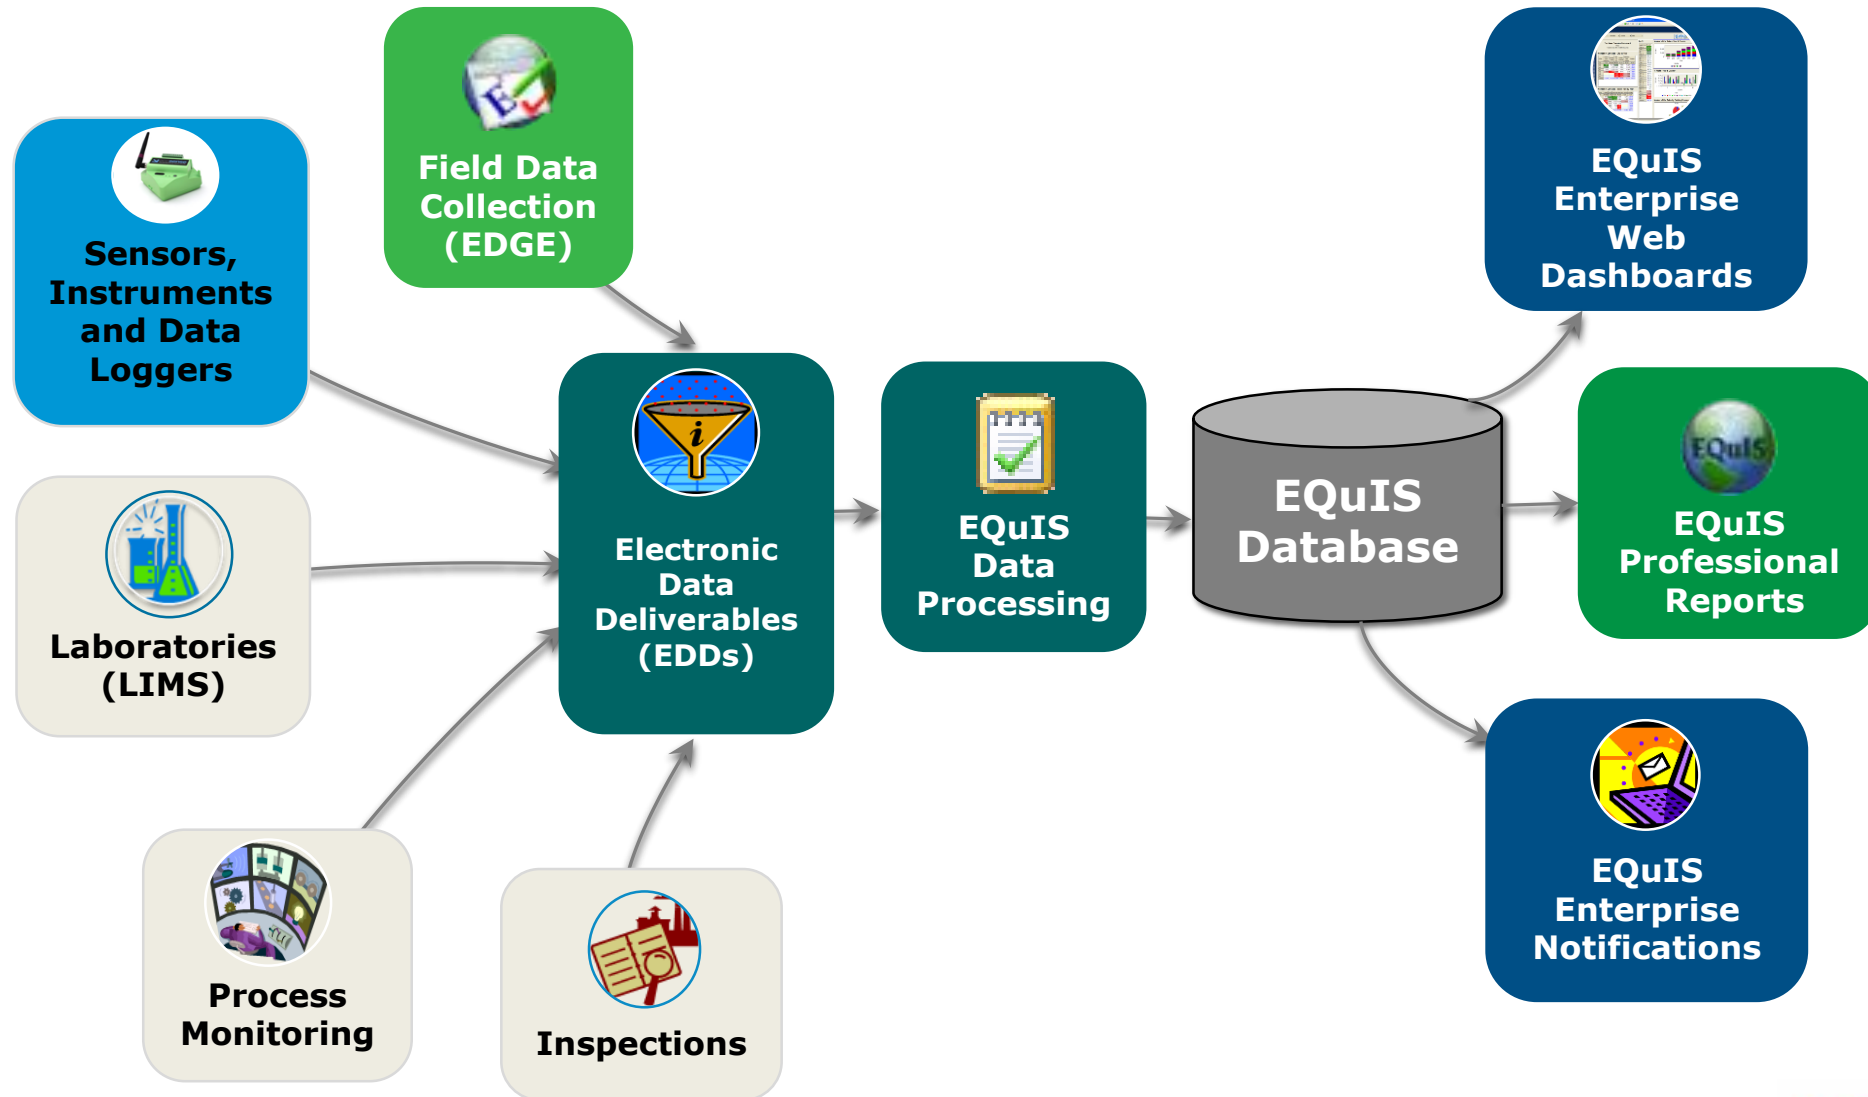 Field Data
Collection
(EDGE)
Sensors,
Instruments
and Data
Loggers
Laboratories
(LIMS)
Process
Monitoring
Inspections
i
Electronic
Data
Deliverables
(EDDs)
EQuIS
Data
Processing
EQuIS
Database
EQuIS
Enterprise
Web
Dashboards
EQuIS
EQuIS
Professional
Reports
EQuIS
Enterprise
Notifications